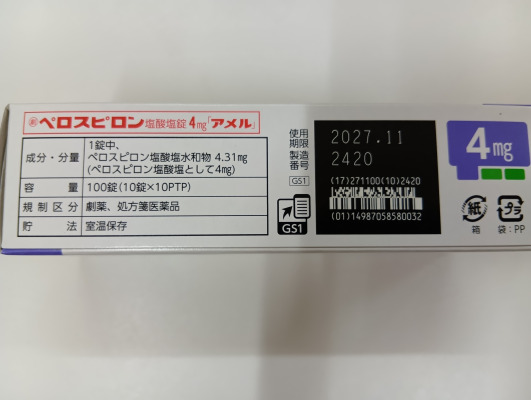 ペロスピロン塩酸塩錠4mg「アメル」
成分・分量
1錠中、
ペロスピロン塩酸塩水和物 4.31mg
(ペロスピロン塩酸塩として4mg)
容量 100錠(10錠×10PTP)
規制区分 劇薬、処方箋医薬品
貯法 室温保存
使用期限
製造番号
GS1
GS1
2027.11
2420
(17)271100(10)2420
(01)14987058580032
4mg
紙
箱
プラ
袋:PP